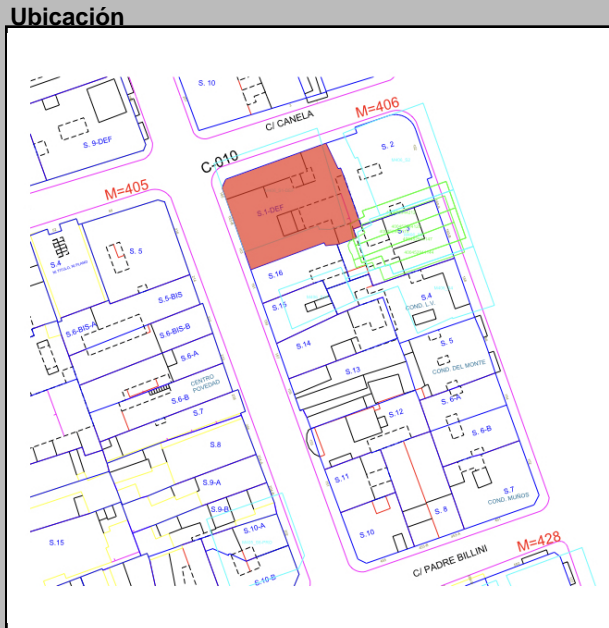 Ubicación
S. 10
C/ CANELA
M=406
S. 9-DEF
C-010
S. 2
M=405
S.1-DEF
S. 3
S.4
S. 5
S.16
S.5-BIS
S.15
S.4
COND. L.V.
S.6-BIS-A
S.6-BIS-B
S.14
S. 5
S.6-A
S.13
COND. DEL MONTE
CENTRO
POVEDAD
S.6-B
S. 6-A
S.7
S.12
S. 6-B
S.8
S.11
S.9-A
S.7
COND. MUÑOS
S.9-B
S.10
S. 8
S.15
S.10-A
M=428
C/ PADRE BILLINI
S.10-B